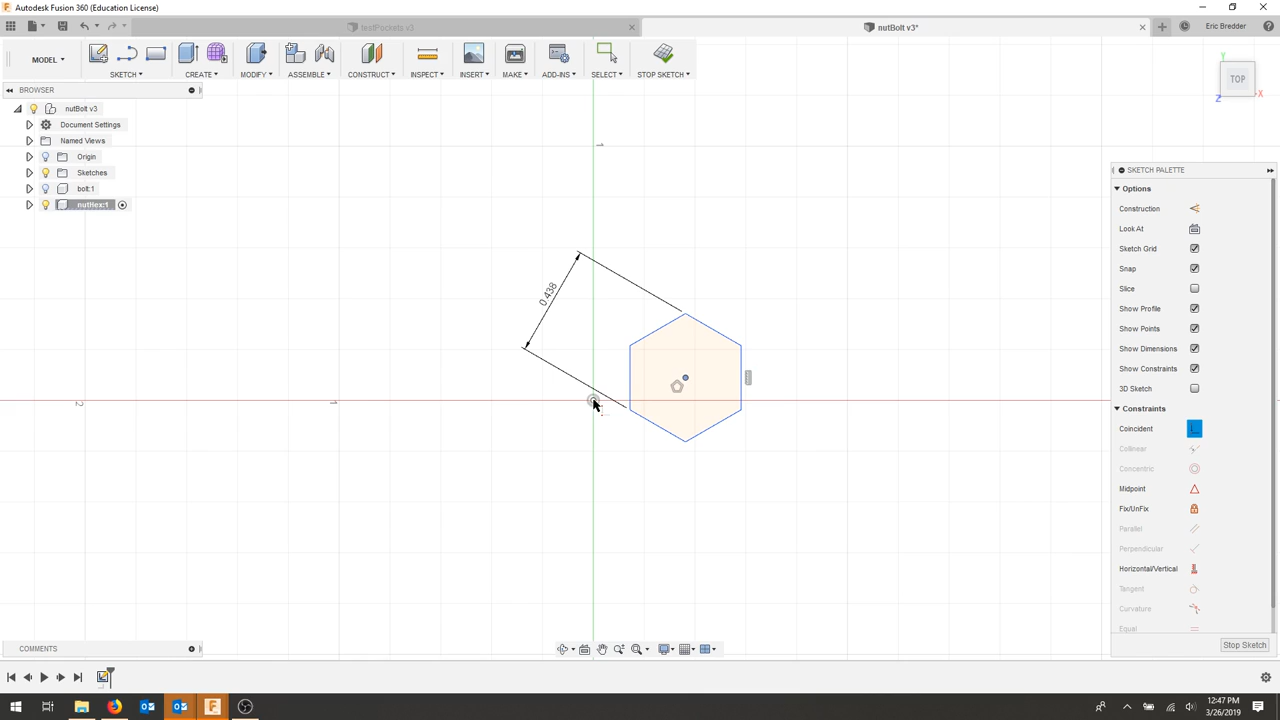 Autodesk Fusion 360 (Education License)
testPockets v3
nutBolt v3*
Eric Bredder
MODEL
SKETCH
CREATE
MODIFY
ASSEMBLE
CONSTRUCT
INSPECT
INSERT
MAKE
ADD-INS
SELECT
STOP SKETCH
BROWSER
nutBolt v3
Document Settings
Named Views
Origin
Sketches
bolt:1
nutHex:1
Y
TOP
X
Z
1
0.438
2
1
SKETCH PALETTE
Options
Construction
Look At
Sketch Grid
Snap
Slice
Show Profile
Show Points
Show Dimensions
Show Constraints
3D Sketch
Constraints
Coincident
Collinear
Concentric
Midpoint
Fix/UnFix
Parallel
Perpendicular
Horizontal/Vertical
Tangent
Curvature
Equal
Stop Sketch
COMMENTS
12:47 PM
3/26/2019